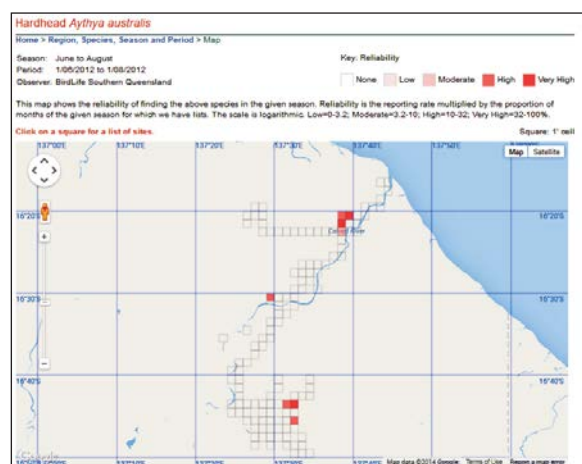 Hardhead Aythya australis
Home > Region, Species, Season and Period > Map
Season: June to August
Period: 1/06/2012 to 1/08/2012
Observer: BirdLife Southern Queensland
Key: Reliability
None Low Moderate High Very High
This map shows the reliability of finding the above species in the given season. Reliability is the reporting rate multiplied by the proportion of
months of the given season for which we have lists. The scale is logarithmic. Low=0-3.2; Moderate=3.2-10; High=10-32; Very High=32-100%.
Click on a square for a list of sites. Square: 1' cell
137°00'E 137°10'E 137°20'E 137°30'E 137°40'E 137°50'E
Map Satellite
16°20'S 16°20'S
River
16°30'S 16°30'S
16°40'S 16°40'S
Google
Map data ©2014 Google Terms of Use Report a map error